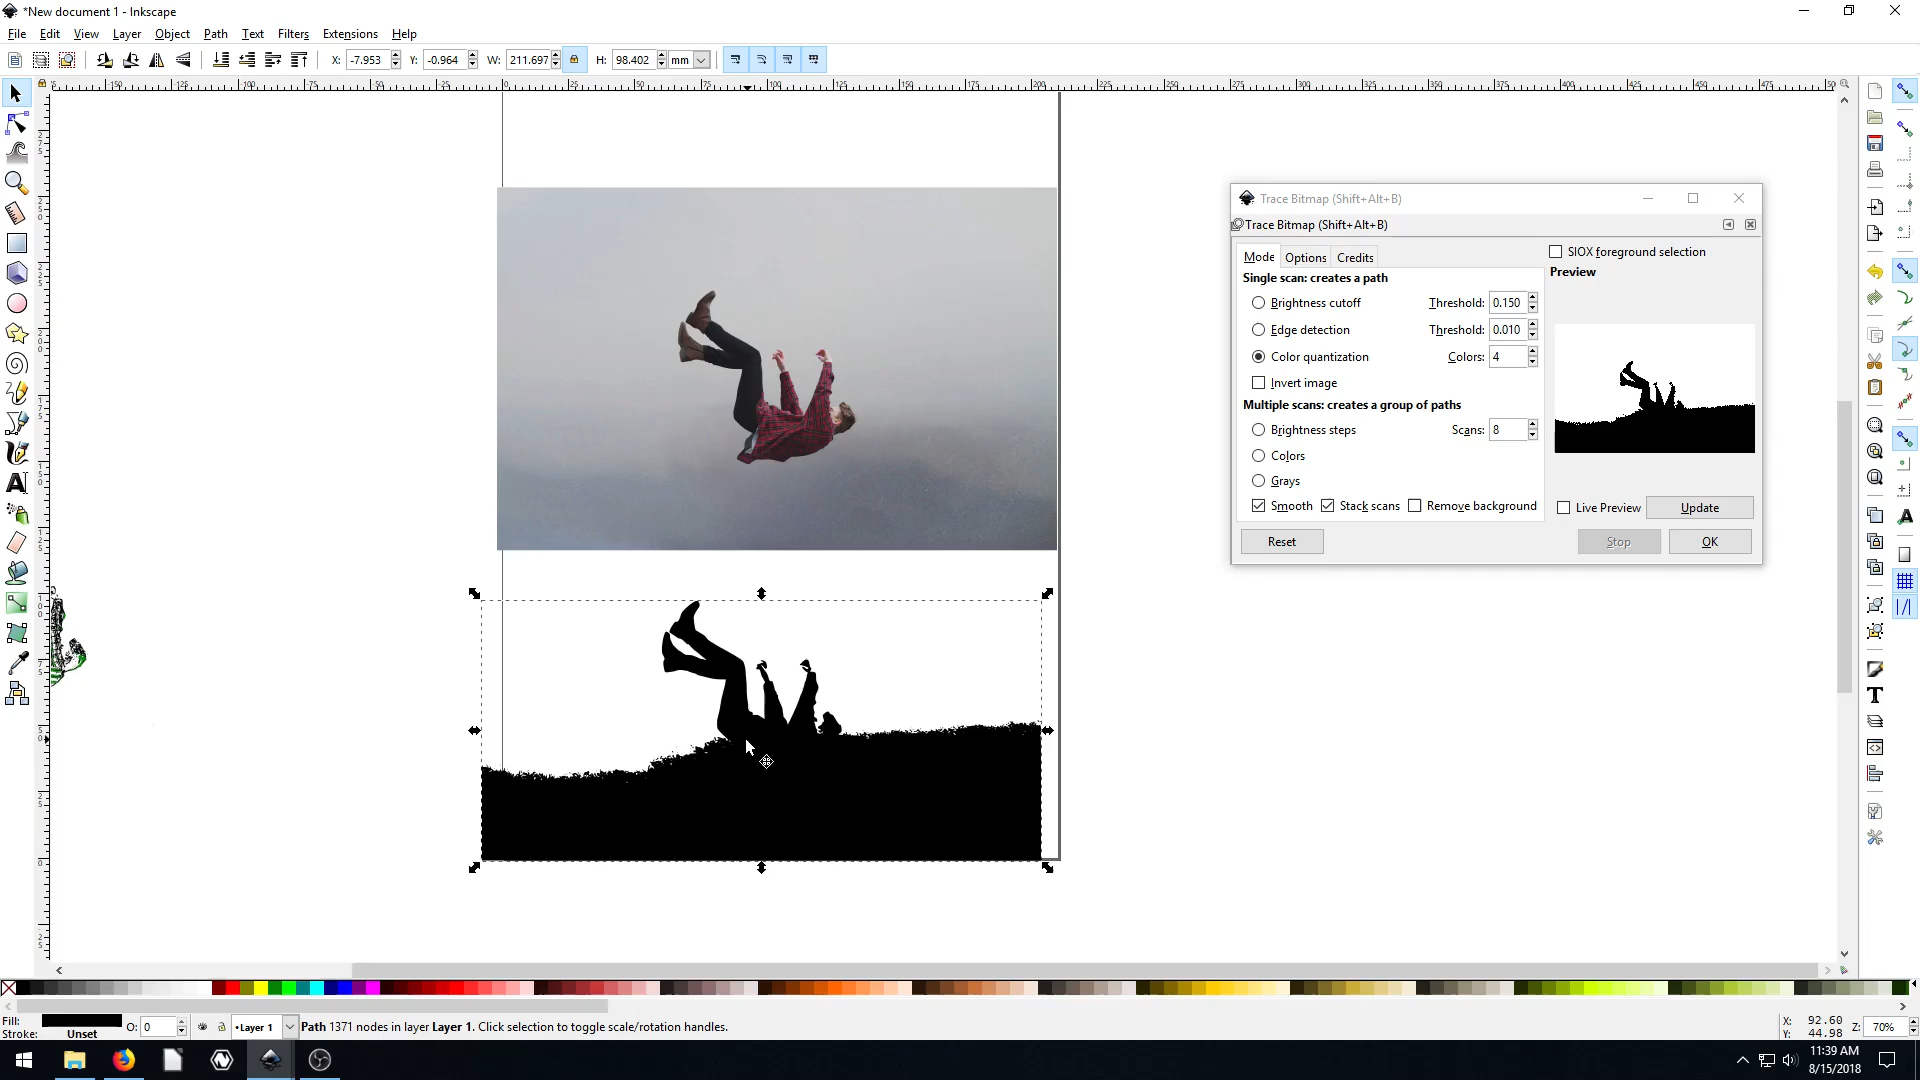 *New document 1 - Inkscape
File Edit View Layer Object Path Text Filters Extensions Help
X: -7.953 Y: -0.964 W: 211.697 H: 98.402 mm
Trace Bitmap (Shift+Alt+B)
Trace Bitmap (Shift+Alt+B)
Mode Options Credits
SIOX foreground selection
Single scan: creates a path
Preview
Brightness cutoff Threshold: 0.150
Edge detection Threshold: 0.010
Color quantization Colors: 4
Invert image
Multiple scans: creates a group of paths
Brightness steps Scans: 8
Colors
Grays
Smooth Stack scans Remove background
Live Preview Update
Reset Stop OK
Fill:
Stroke: Unset
O: 0
•Layer 1
Path 1371 nodes in layer Layer 1. Click selection to toggle scale/rotation handles.
X: 92.60
Y: 44.98
Z: 70%
11:39 AM
8/15/2018